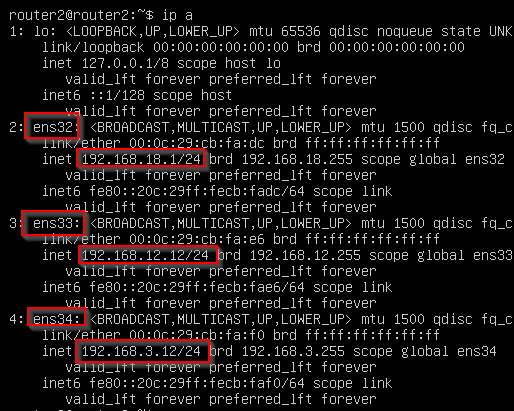 router2@router2:~$ ip a
1: lo: <LOOPBACK,UP,LOWER_UP> mtu 65536 qdisc noqueue state UNK
link/loopback 00:00:00:00:00:00 brd 00:00:00:00:00:00
inet 127.0.0.1/8 scope host lo
valid_lft forever preferred_lft forever
inet6 ::1/128 scope host
valid_lft forever preferred_lft forever
2: ens32: <BROADCAST,MULTICAST,UP,LOWER_UP> mtu 1500 qdisc fq_c
link/ether 00:0c:29:cb:fa:dc brd ff:ff:ff:ff:ff:ff
inet 192.168.18.1/24 brd 192.168.18.255 scope global ens32
valid_lft forever preferred_lft forever
inet6 fe80::20c:29ff:fecb:fadc/64 scope link
valid_lft forever preferred_lft forever
3: ens33: <BROADCAST,MULTICAST,UP,LOWER_UP> mtu 1500 qdisc fq_c
link/ether 00:0c:29:cb:fa:e6 brd ff:ff:ff:ff:ff:ff
inet 192.168.12.12/24 brd 192.168.12.255 scope global ens33
valid_lft forever preferred_lft forever
inet6 fe80::20c:29ff:fecb:fae6/64 scope link
valid_lft forever preferred_lft forever
4: ens34: <BROADCAST,MULTICAST,UP,LOWER_UP> mtu 1500 qdisc fq_c
link/ether 00:0c:29:cb:fa:f0 brd ff:ff:ff:ff:ff:ff
inet 192.168.3.12/24 brd 192.168.3.255 scope global ens34
valid_lft forever preferred_lft forever
inet6 fe80::20c:29ff:fecb:faf0/64 scope link
valid_lft forever preferred_lft forever